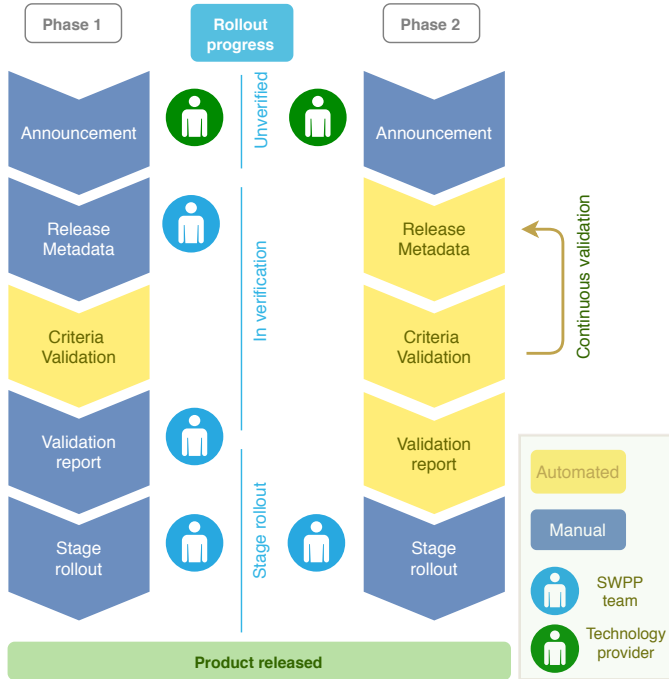 Phase 1
Rollout
progress
Phase 2
Announcement
Unverified
Announcement
Release
Metadata
In verification
Release
Metadata
Continuous validation
Criteria
Validation
Criteria
Validation
Validation
report
Validation
report
Stage
rollout
Stage rollout
Stage
rollout
Automated
Manual
SWPP
team
Technology
provider
Product released